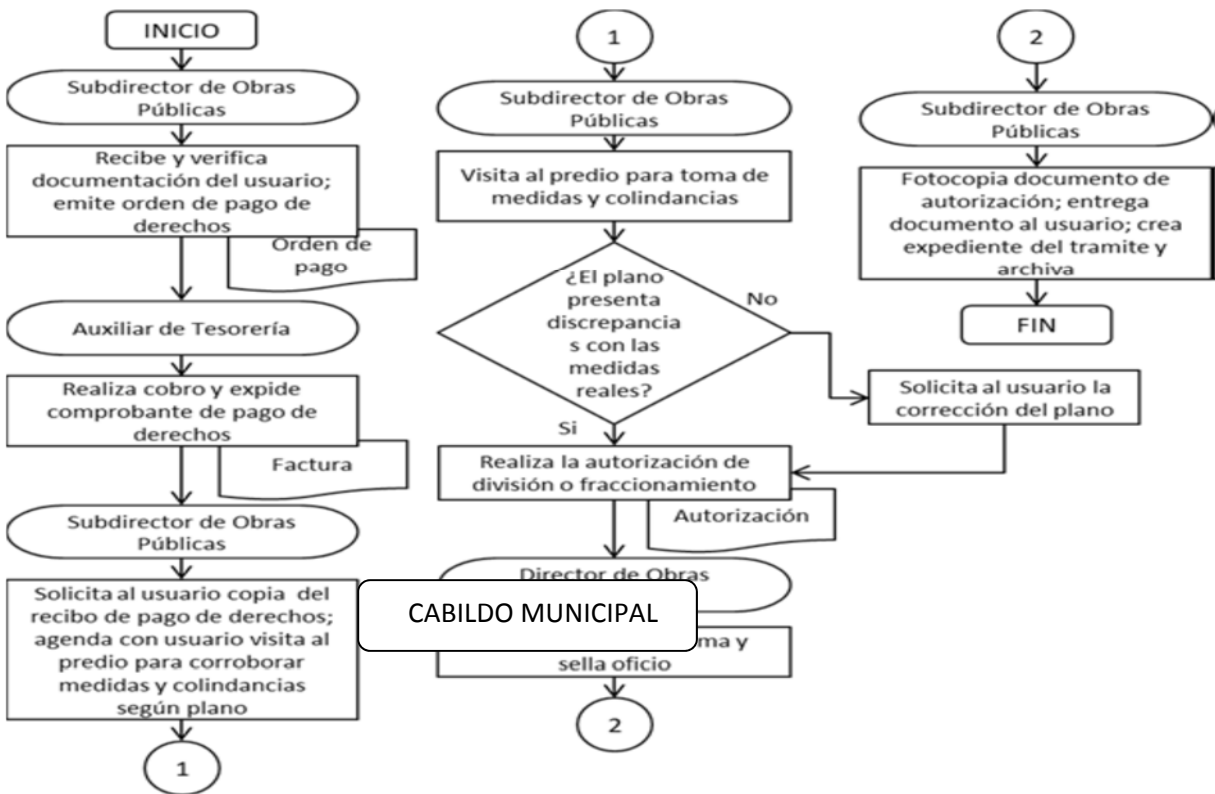 INICIO
Subdirector de Obras
Públicas
Recibe y verifica
documentación del usuario;
emite orden de pago de
derechos
Orden de
pago
Auxiliar de Tesorería
Realiza cobro y expide
comprobante de pago de
derechos
Factura
Subdirector de Obras
Públicas
Solicita al usuario copia del
recibo de pago de derechos;
agenda con usuario visita al
predio para corroborar
medidas y colindancias
según plano
1
1
Subdirector de Obras
Públicas
Visita al predio para toma de
medidas y colindancias
¿El plano
presenta
discrepancia
s con las
medidas
reales?
No
Si
Solicita al usuario la
corrección del plano
Realiza la autorización de
división o fraccionamiento
Autorización
Director de Obras
CABILDO MUNICIPAL
ma y
sella oficio
2
2
Subdirector de Obras
Públicas
Fotocopia documento de
autorización; entrega
documento al usuario; crea
expediente del tramite y
archiva
FIN